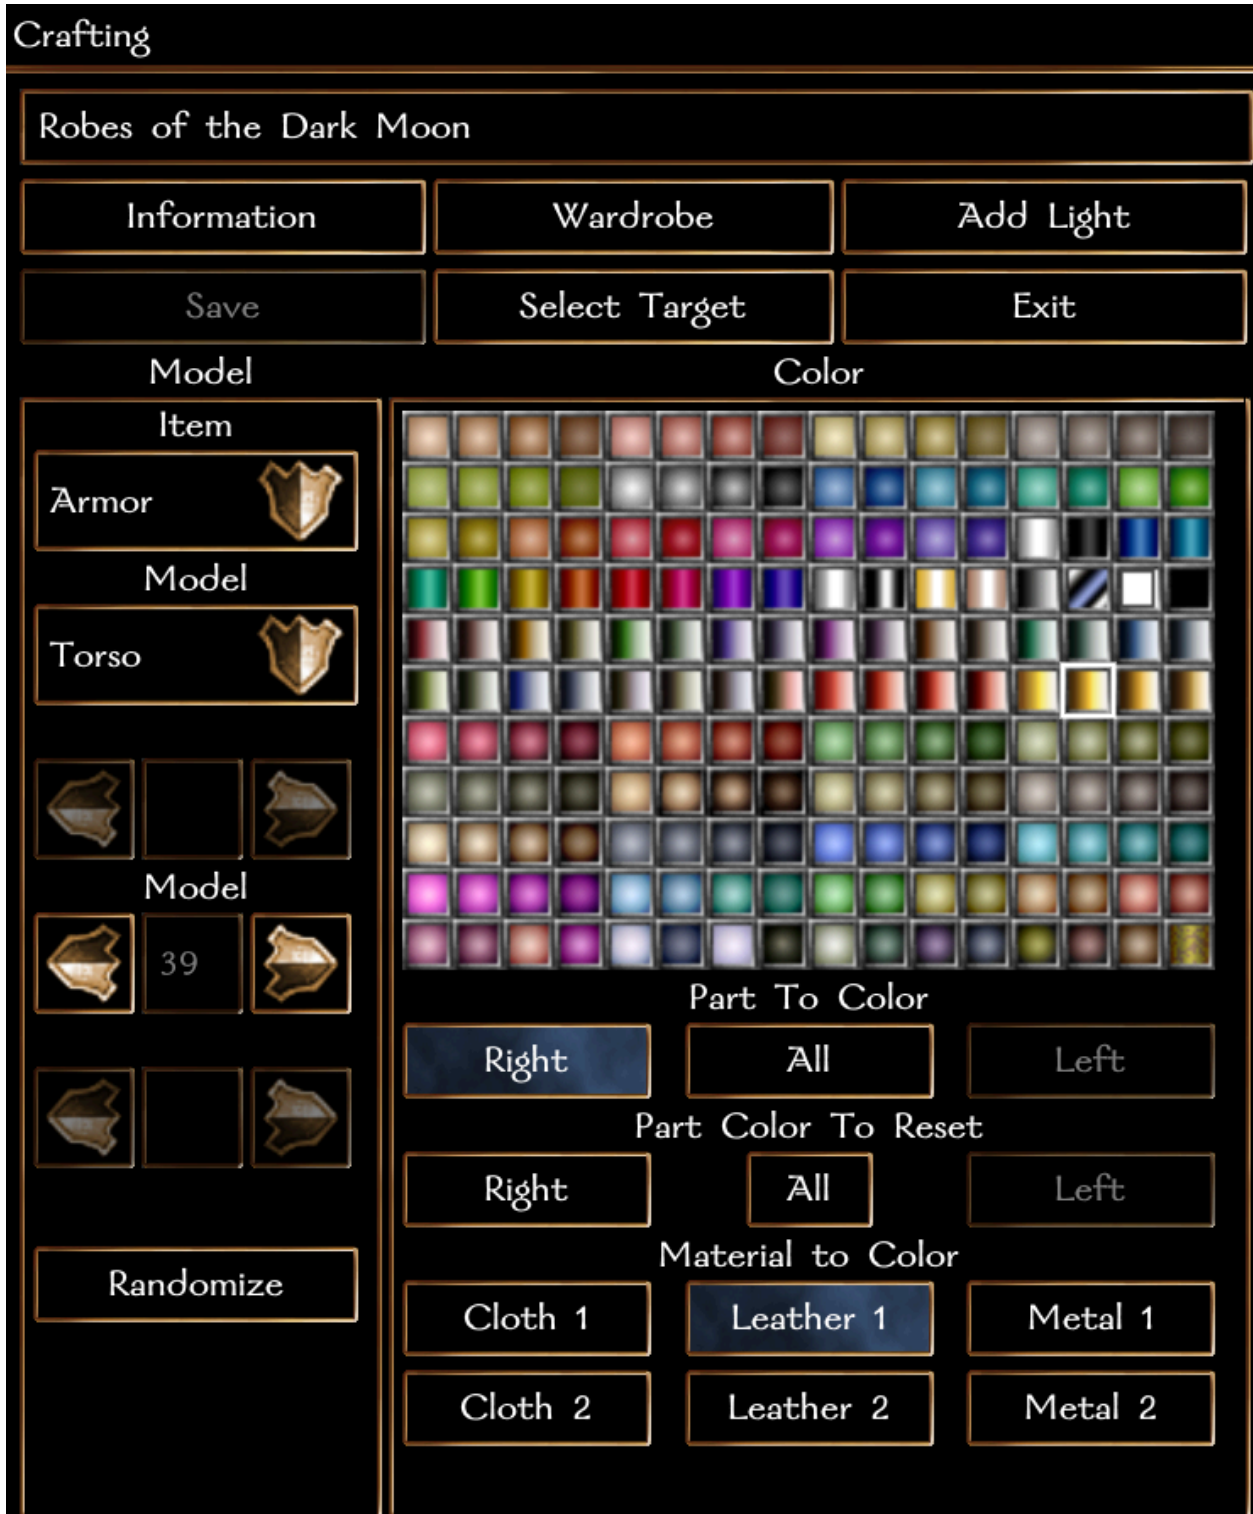 Crafting
Robes of the Dark Moon
Information Wardrobe Add Light
Save Select Target Exit
Model Color
Item
Armor
Model
Torso
Model
39
Randomize
Part To Color
Right All Left
Part Color To Reset
Right All Left
Material to Color
Cloth 1 Leather 1 Metal 1
Cloth 2 Leather 2 Metal 2